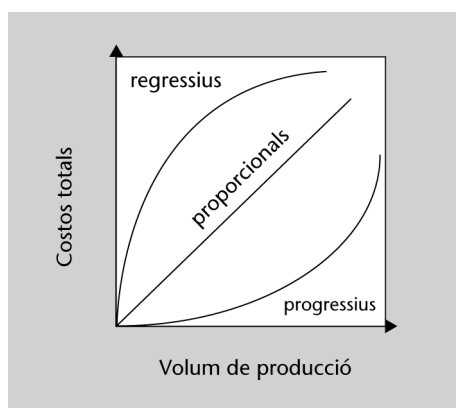 regressius
proporcionals
Costos totals
progressius
Volum de producció